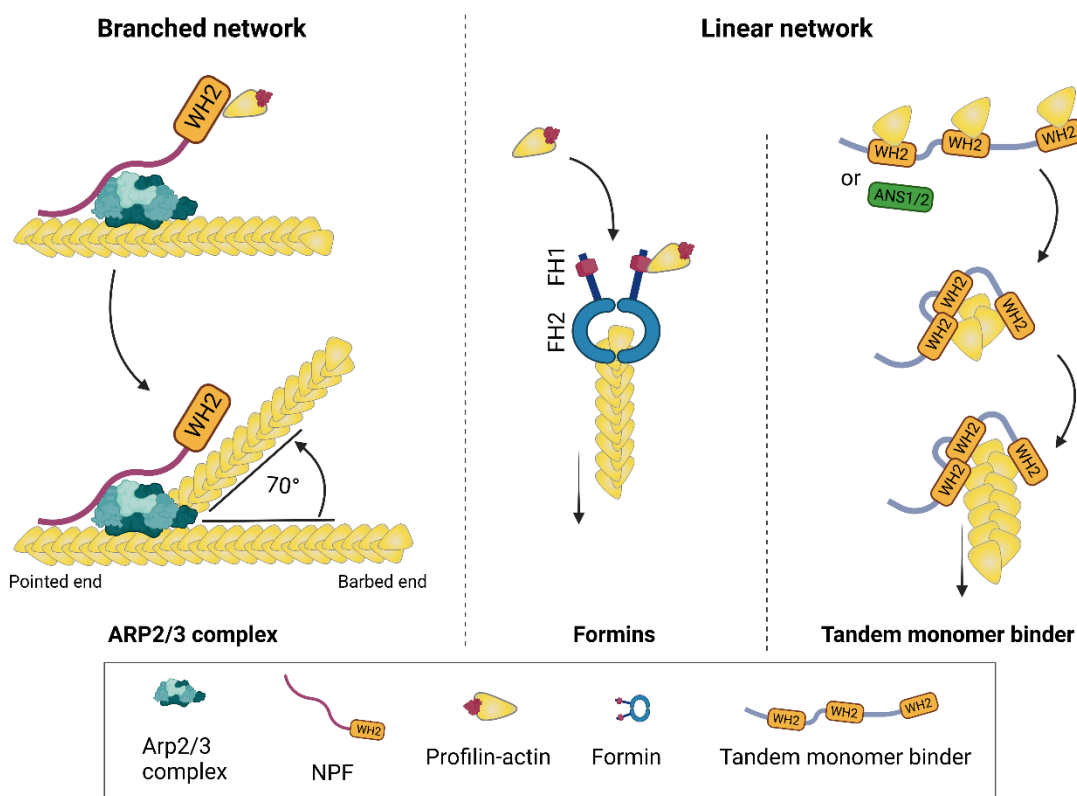 Branched network
Linear network
WH2
WH2
WH2
WH2
or
ANS1/2
FH1
FH2
WH2
WH2
WH2
WH2
70°
WH2
WH2
WH2
Pointed end
Barbed end
ARP2/3 complex
Formins
Tandem monomer binder
WH2
WH2
WH2
WH2
Arp2/3
complex
NPF
Profilin-actin
Formin
Tandem monomer binder